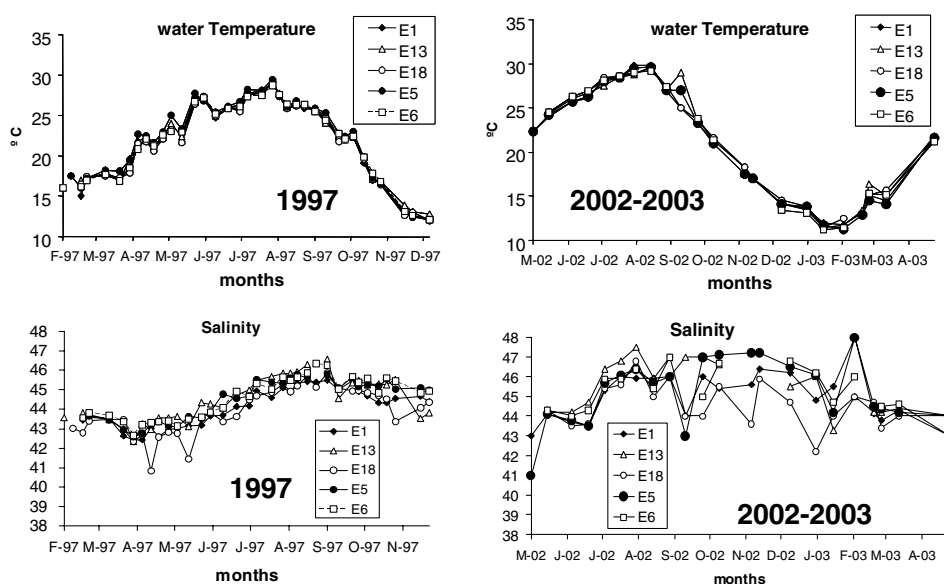 water Temperature
35
30
25
20
15
10
ºC
E1
E13
E18
E5
E6
1997
F-97 M-97 A-97 M-97 J-97 J-97 A-97 S-97 O-97 N-97 D-97
months
water Temperature
35
30
25
20
15
10
ºC
E1
E13
E18
E5
E6
2002-2003
M-02 J-02 J-02 A-02 S-02 O-02 N-02 D-02 J-03 F-03 M-03 A-03
months
Salinity
48
47
46
45
44
43
42
41
40
39
38
E1
E13
E18
E5
E6
1997
F-97 M-97 A-97 M-97 J-97 J-97 A-97 S-97 O-97 N-97
months
Salinity
48
47
46
45
44
43
42
41
40
39
38
E1
E13
E18
E5
E6
2002-2003
M-02 J-02 J-02 A-02 S-02 O-02 N-02 D-02 J-03 F-03 M-03 A-03
months